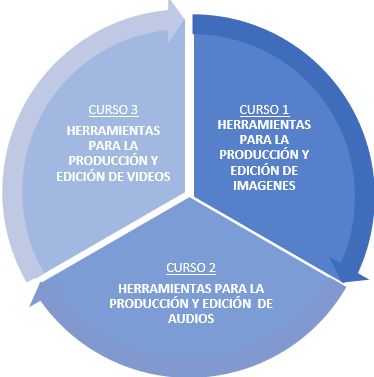 CURSO 1
HERRAMIENTAS
PARA LA
PRODUCCIÓN Y
EDICIÓN DE
IMAGENES
CURSO 2
HERRAMIENTAS PARA LA
PRODUCCIÓN Y EDICIÓN DE
AUDIOS
CURSO 3
HERRAMIENTAS
PARA LA
PRODUCCIÓN Y
EDICIÓN DE VIDEOS